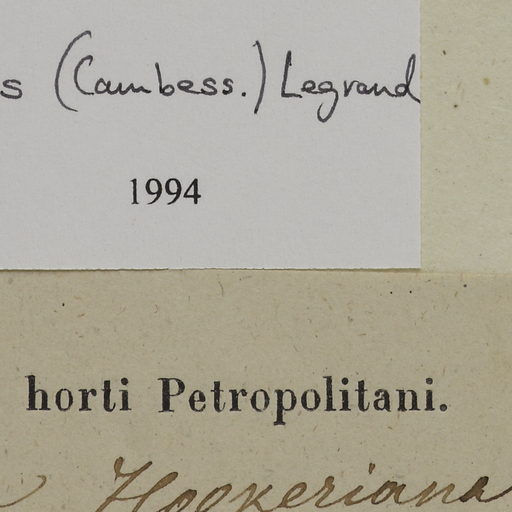 s (Cambess.) Legrand
1994
horti Petropolitani.
Hookeriana